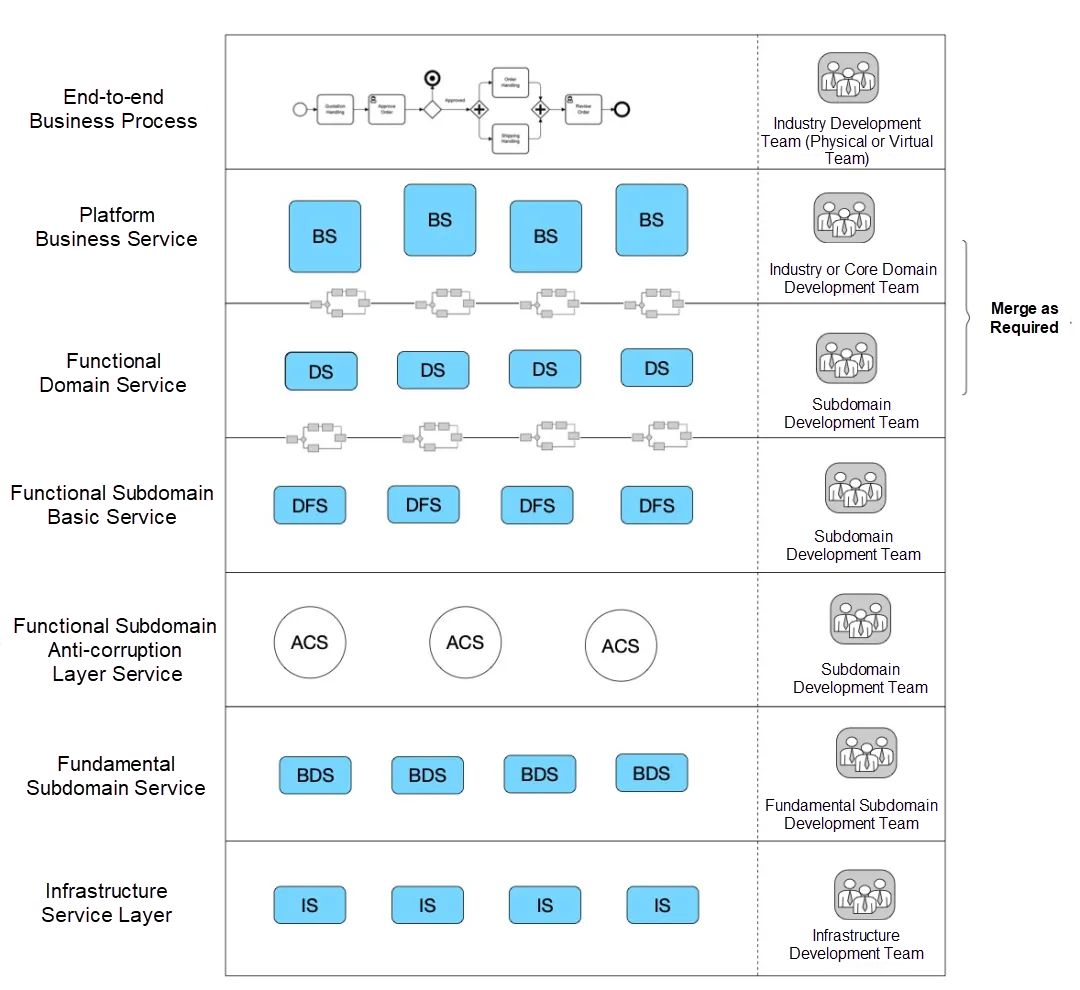 End-to-end
Business Process
Quotation
Handling
Approve
Order
Approved
Order
Handling
Shipping
Handling
Review
Order
Industry Development
Team (Physical or Virtual
Team)
Platform
Business Service
BS
BS
BS
BS
Industry or Core Domain
Development Team
Merge as
Required
Functional
Domain Service
DS
DS
DS
DS
Subdomain
Development Team
Functional Subdomain
Basic Service
DFS
DFS
DFS
DFS
Subdomain
Development Team
Functional Subdomain
Anti-corruption
Layer Service
ACS
ACS
ACS
Subdomain
Development Team
Fundamental
Subdomain Service
BDS
BDS
BDS
BDS
Fundamental Subdomain
Development Team
Infrastructure
Service Layer
IS
IS
IS
IS
Infrastructure
Development Team